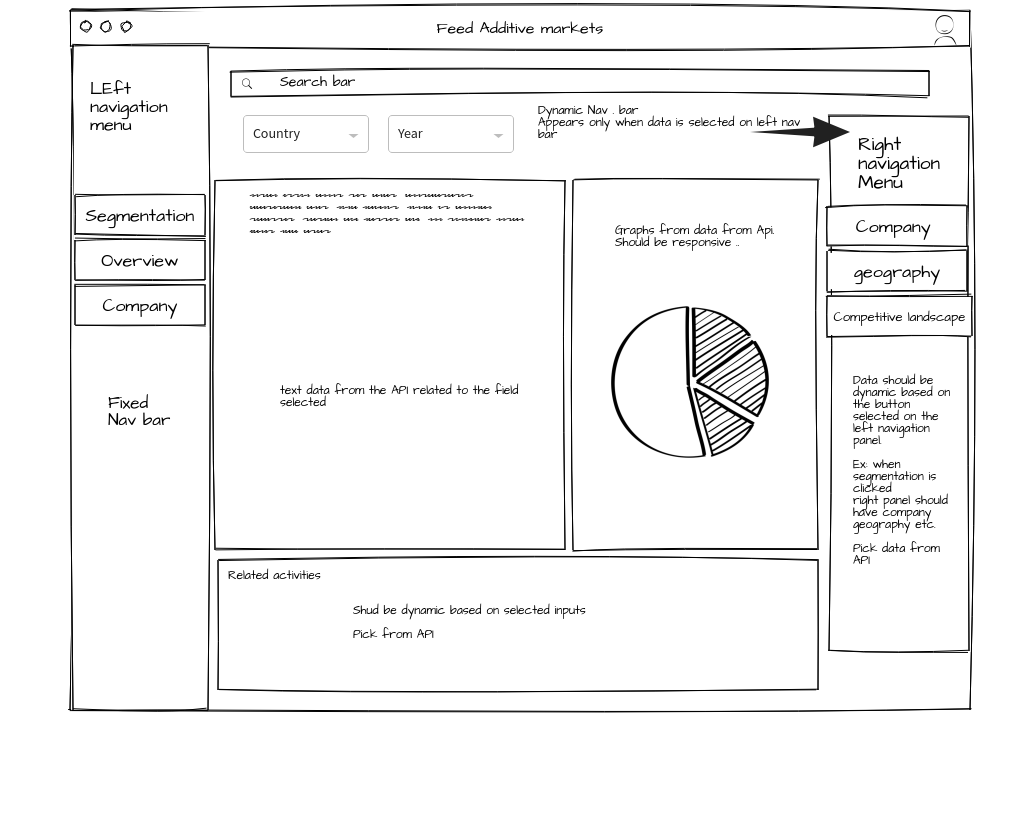 Feed Additive markets
LEft
navigation
menu
Segmentation
Overview
Company
Fixed
Nav bar
Search bar
Country
Year
Dynamic Nav . bar
Appears only when data is selected on left nav
bar
text data from the API related to the field
selected
Graphs from data from Api.
Should be responsive ..
Related activities
Shud be dynamic based on selected inputs
Pick from API
Right
navigation
Menu
Company
geography
Competitive landscape
Data should be
dynamic based on
the button
selected on the
left navigation
panel.
Ex: when
segmentation is
clicked
right panel should
have company
geography etc.
Pick data from
API